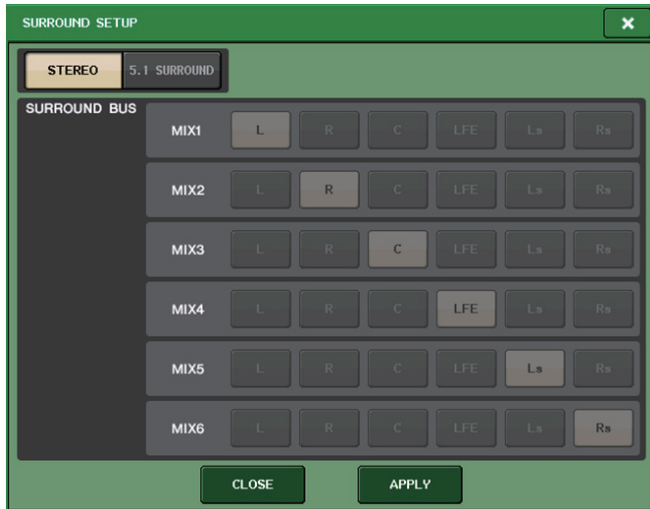 SURROUND SETUP ×
STEREO 5.1 SURROUND
SURROUND BUS
MIX1 L R C LFE Ls Rs
MIX2 L R C LFE Ls Rs
MIX3 L R C LFE Ls Rs
MIX4 L R C LFE Ls Rs
MIX5 L R C LFE Ls Rs
MIX6 L R C LFE Ls Rs
CLOSE APPLY